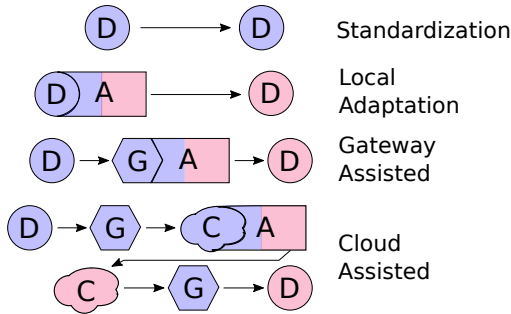 D D Standardization
D A D Local
Adaptation
D G A D Gateway
Assisted
D G C A Cloud
C G D Assisted